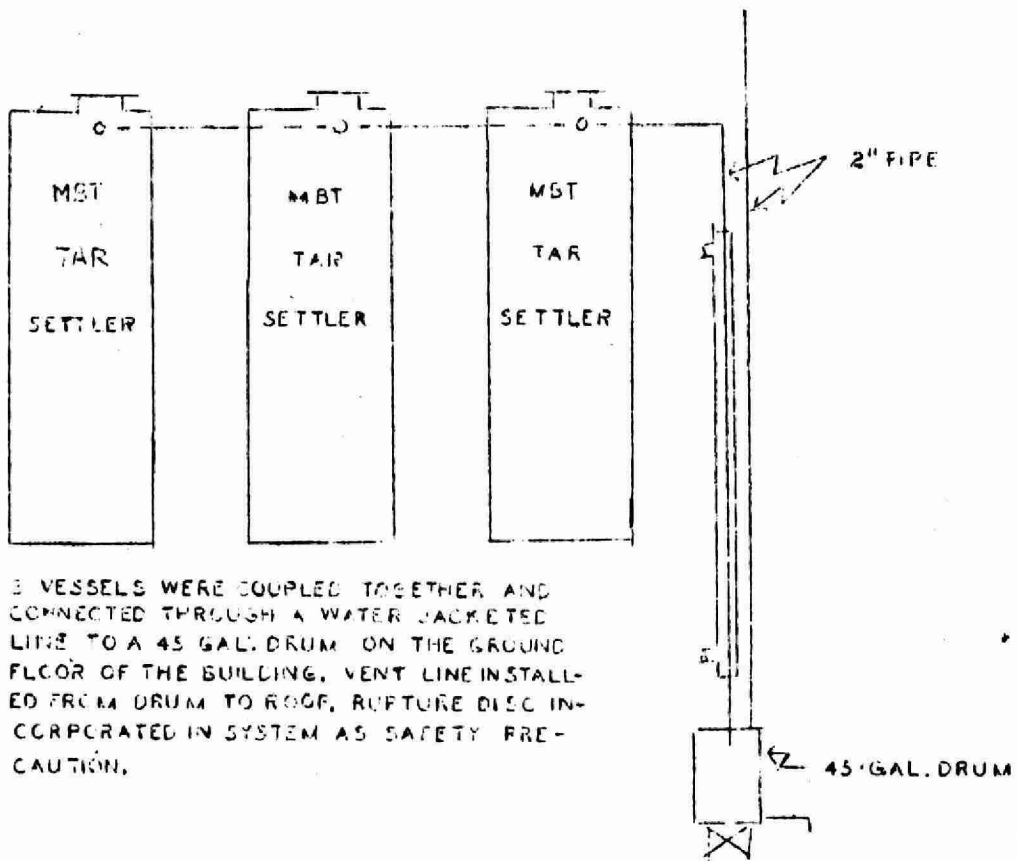 MBT
TAR
SETTLER
MBT
TAR
SETTLER
MBT
TAR
SETTLER
2" PIPE
3 VESSELS WERE COUPLED TOGETHER AND
CONNECTED THROUGH A WATER JACKETED
LINE TO A 45 GAL. DRUM ON THE GROUND
FLOOR OF THE BUILDING. VENT LINE INSTALL-
ED FROM DRUM TO ROOF. RUPTURE DISC IN-
CORPORATED IN SYSTEM AS SAFETY PRE-
CAUTION.
45 GAL. DRUM